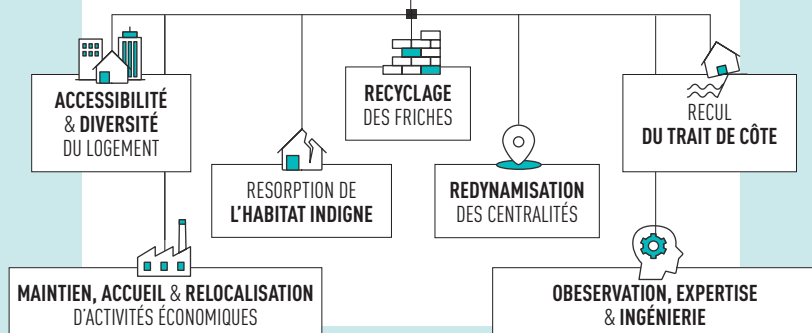 ACCESSIBILITÉ
& DIVERSITÉ
DU LOGEMENT
RECYCLAGE
DES FRICHES
RECUL
DU TRAIT DE CÔTE
RESORPTION DE
L'HABITAT INDIGNE
REDYNAMISATION
DES CENTRALITÉS
MAINTIEN, ACCUEIL & RELOCALISATION
D'ACTIVITÉS ÉCONOMIQUES
OBESERVATION, EXPERTISE
& INGÉNIERIE